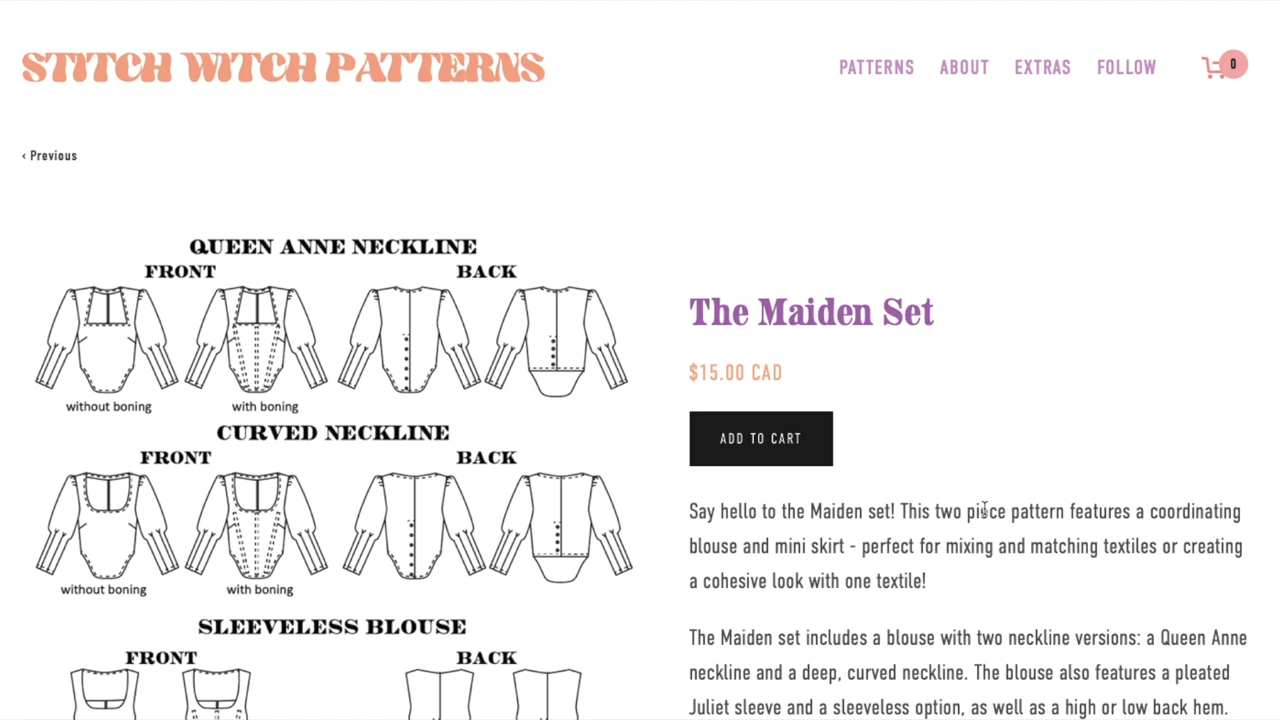 STITCH WITCH PATTERNS
PATTERNS ABOUT EXTRAS FOLLOW 0
‹ Previous
QUEEN ANNE NECKLINE
FRONT BACK
without boning with boning
CURVED NECKLINE
FRONT BACK
without boning with boning
SLEEVELESS BLOUSE
FRONT BACK
The Maiden Set
$15.00 CAD
ADD TO CART
Say hello to the Maiden set! This two piece pattern features a coordinating
blouse and mini skirt - perfect for mixing and matching textiles or creating
a cohesive look with one textile!
The Maiden set includes a blouse with two neckline versions: a Queen Anne
neckline and a deep, curved neckline. The blouse also features a pleated
Juliet sleeve and a sleeveless option, as well as a high or low back hem.